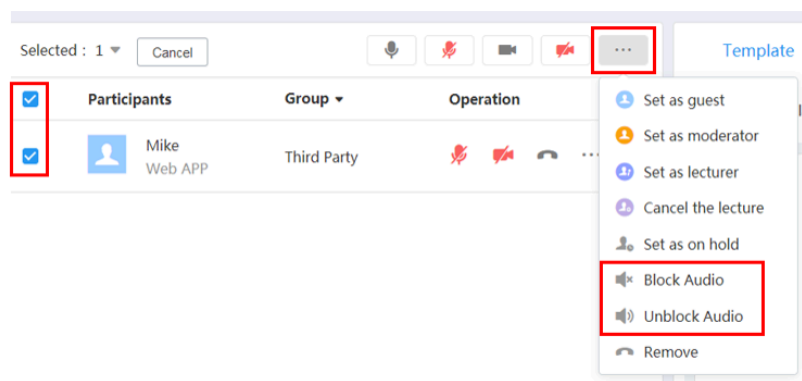 Selected : 1
Cancel
...
Template
Participants
Group
Operation
Mike
Web APP
Third Party
...
Set as guest
Set as moderator
Set as lecturer
Cancel the lecture
Set as on hold
Block Audio
Unblock Audio
Remove